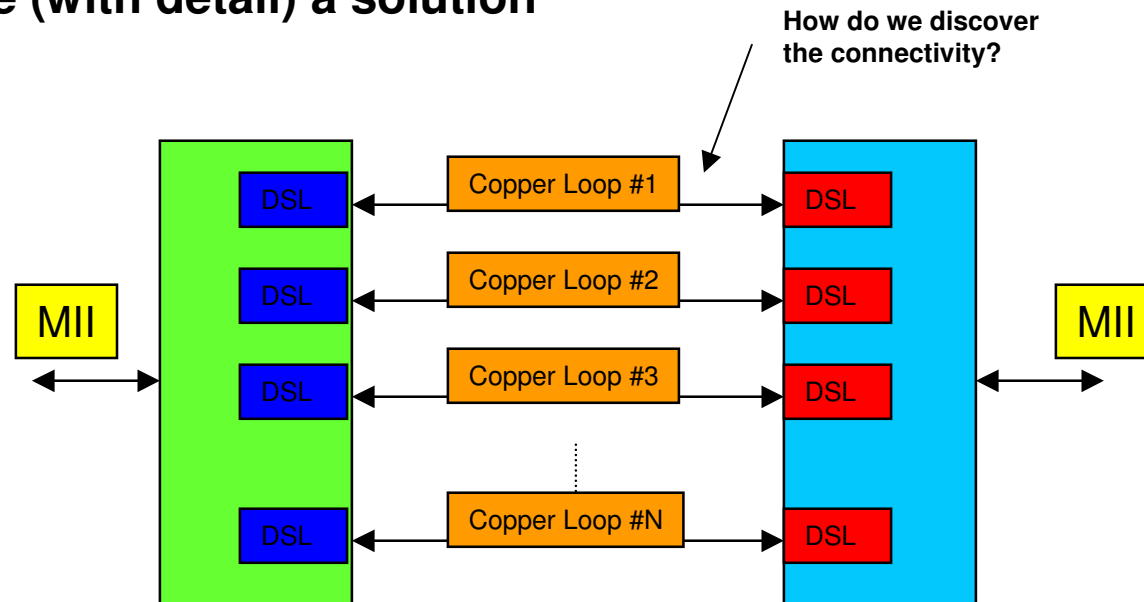 (with detail) a solution
How do we discover
the connectivity?
DSL
Copper Loop #1
DSL
DSL
Copper Loop #2
DSL
MII
MII
DSL
Copper Loop #3
DSL
DSL
Copper Loop #N
DSL